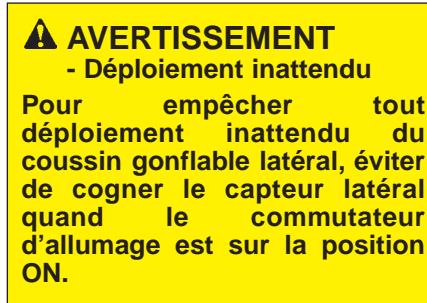 AVERTISSEMENT
- Déploiement inattendu
Pour empêcher tout
déploiement inattendu du
coussin gonflable latéral, éviter
de cogner le capteur latéral
quand le commutateur
d'allumage est sur la position
ON.